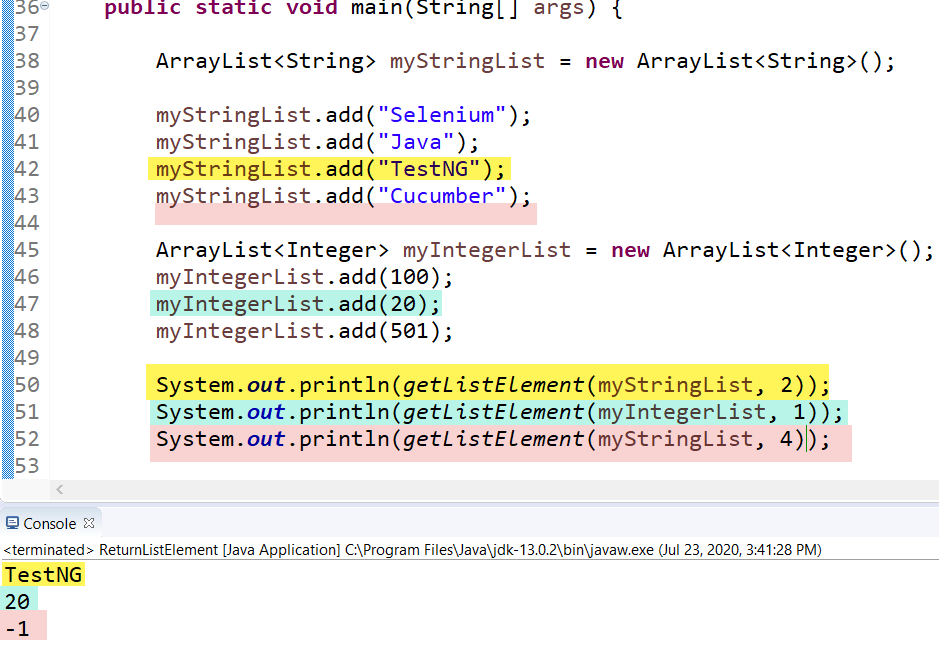 36 public static void main(String[] args) {
37
38 ArrayList<String> myStringList = new ArrayList<String>();
39
40 myStringList.add("Selenium");
41 myStringList.add("Java");
42 myStringList.add("TestNG");
43 myStringList.add("Cucumber");
44
45 ArrayList<Integer> myIntegerList = new ArrayList<Integer>();
46 myIntegerList.add(100);
47 myIntegerList.add(20);
48 myIntegerList.add(501);
49
50 System.out.println(getListElement(myStringList, 2));
51 System.out.println(getListElement(myIntegerList, 1));
52 System.out.println(getListElement(myStringList, 4));
53
Console
<terminated> ReturnListElement [Java Application] C:\Program Files\Java\jdk-13.0.2\bin\javaw.exe (Jul 23, 2020, 3:41:28 PM)
TestNG
20
-1